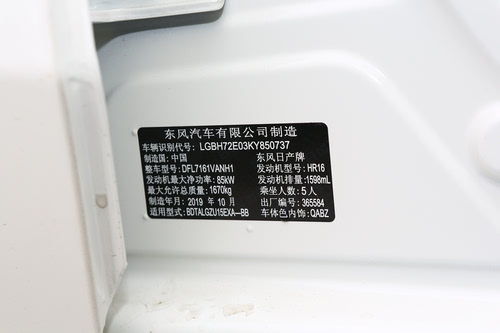 东风汽车有限公司制造
车辆识别代号: LGBH72E03KY850737
制造国: 中国 东风日产牌
整车型号: DFL7161VANH1 发动机型号: HR16
发动机最大净功率: 85kW 发动机排量: 1598mL
最大允许总质量: 1670kg 乘坐人数: 5人
制造年月: 2019 年 10 月 出厂编号: 365584
适用型式: BDTALGZU15EXA—BB 车体色内饰: QABZ